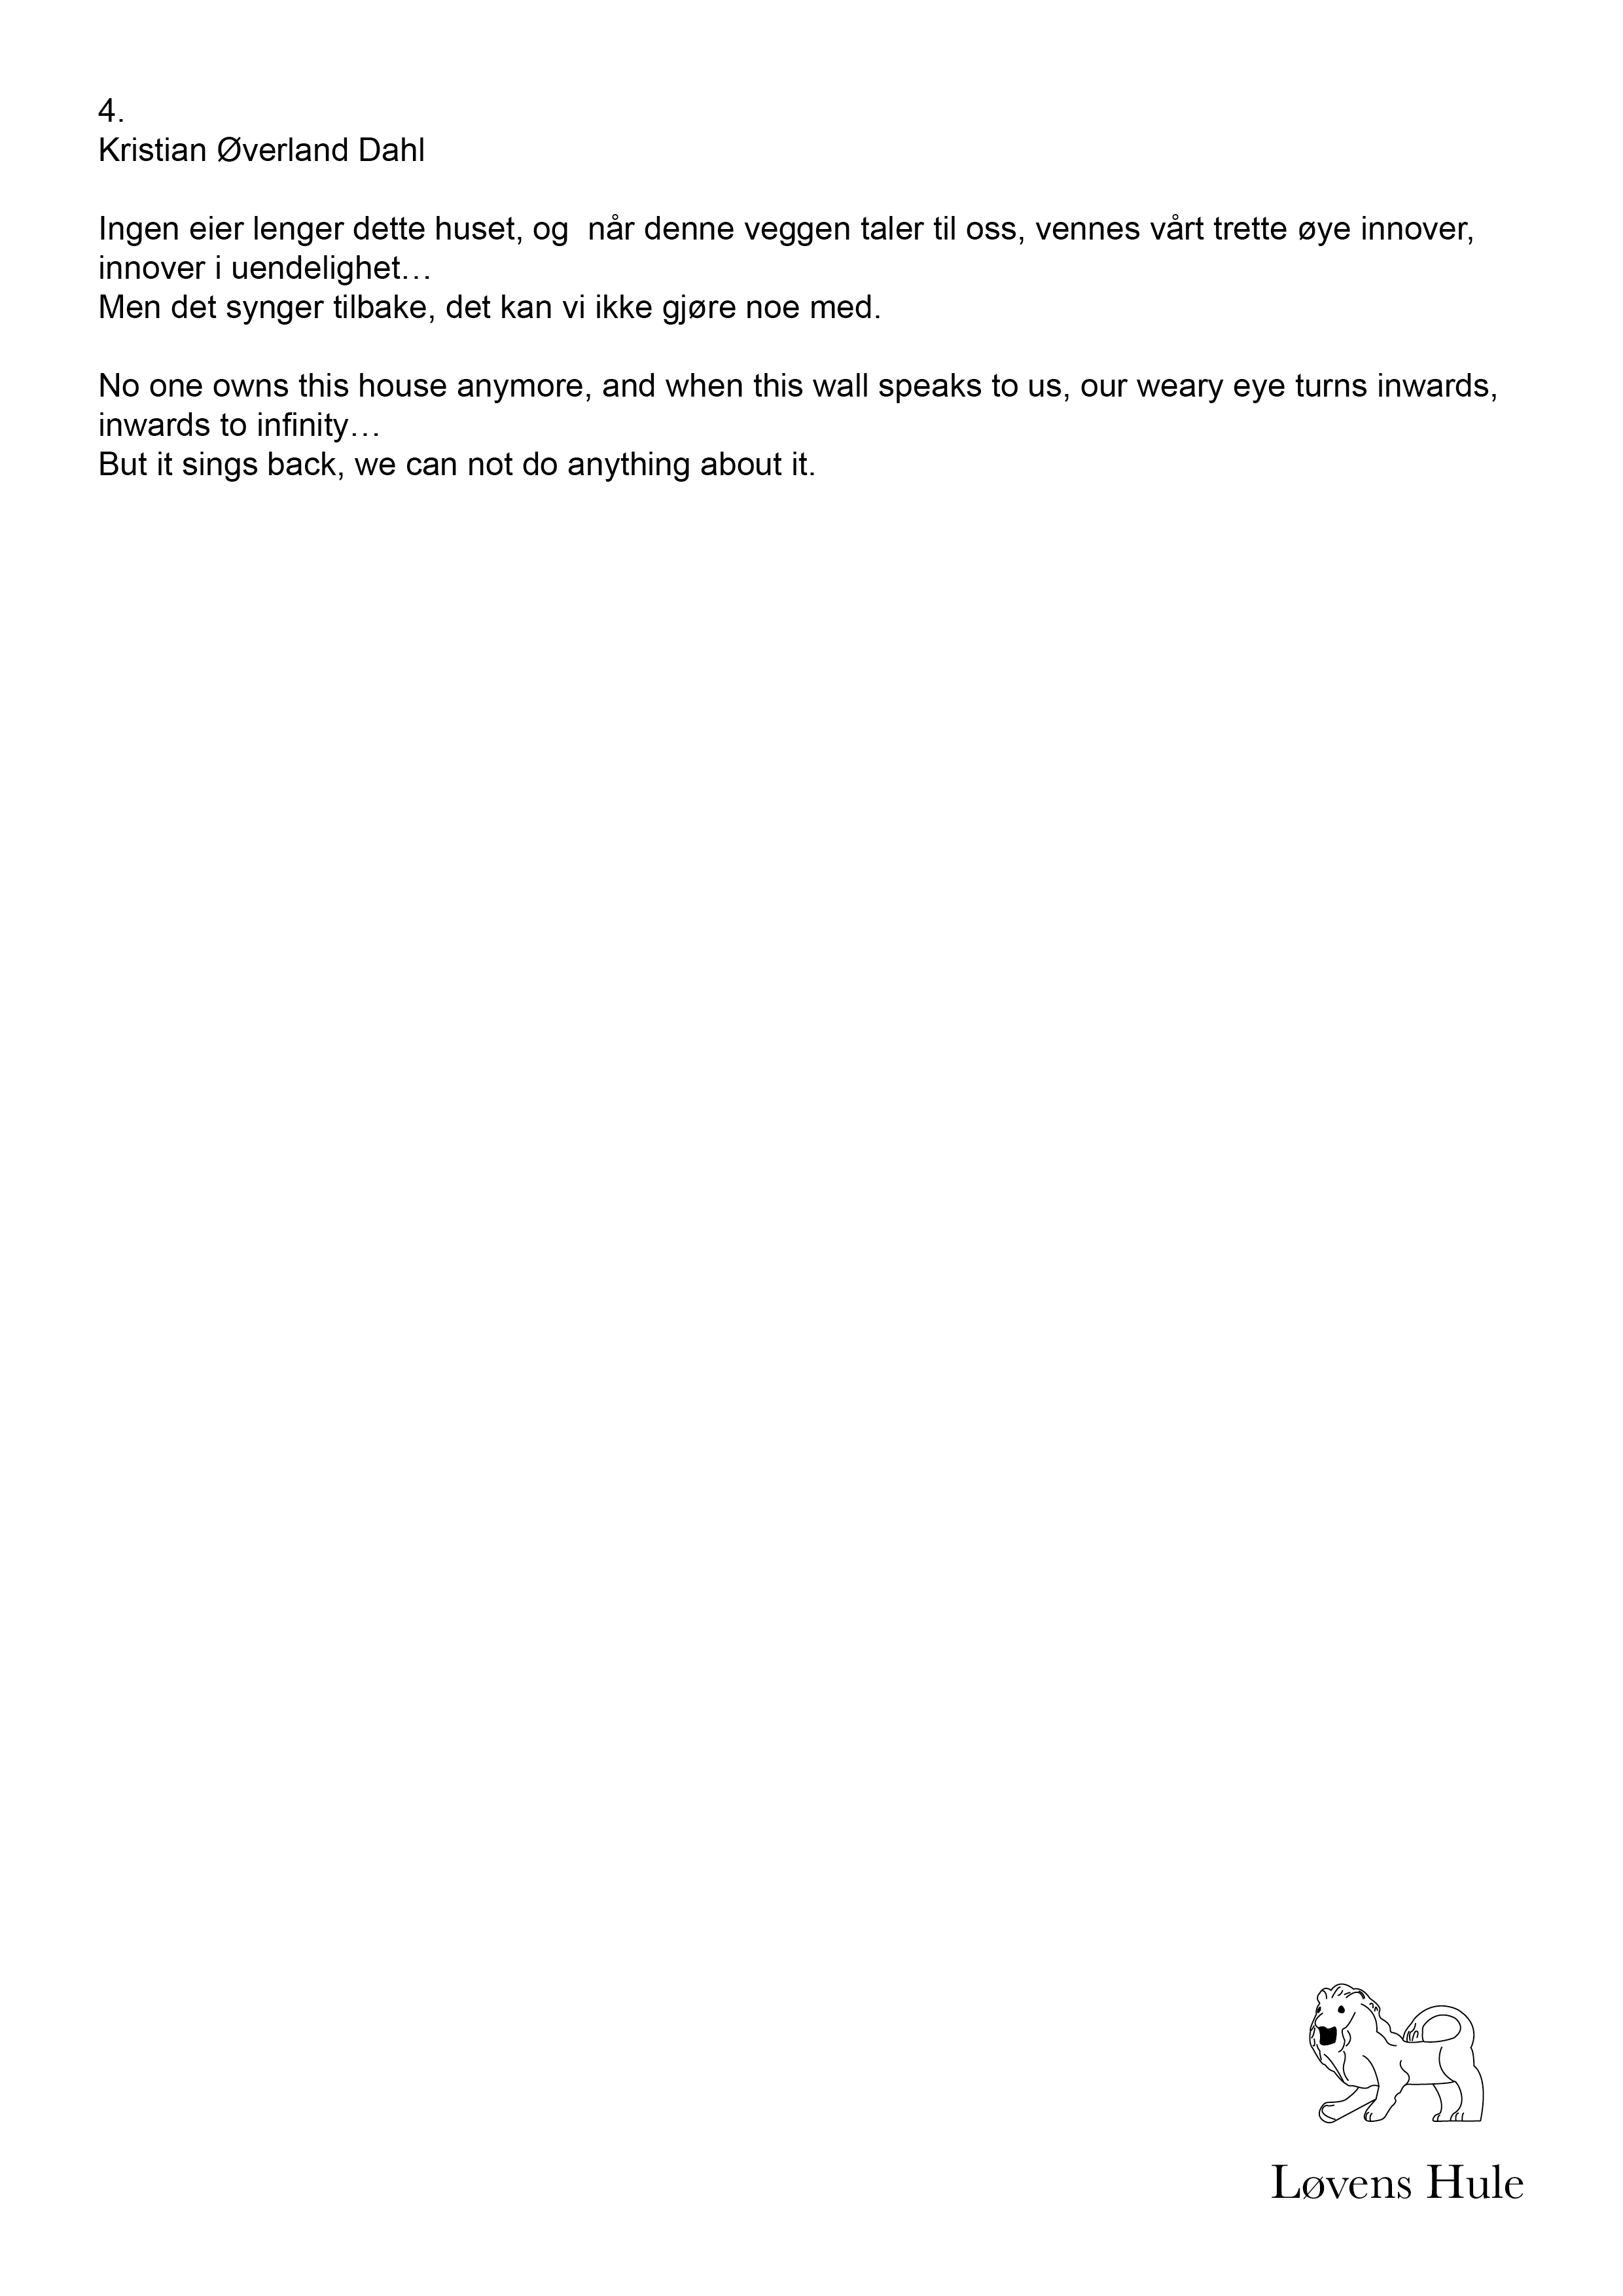 4.
Kristian Øverland Dahl
Ingen eier lenger dette huset, og  når denne veggen taler til oss, vennes vårt trette øye innover,
innover i uendelighet…
Men det synger tilbake, det kan vi ikke gjøre noe med.
No one owns this house anymore, and when this wall speaks to us, our weary eye turns inwards,
inwards to infinity…
But it sings back, we can not do anything about it.
Løvens Hule